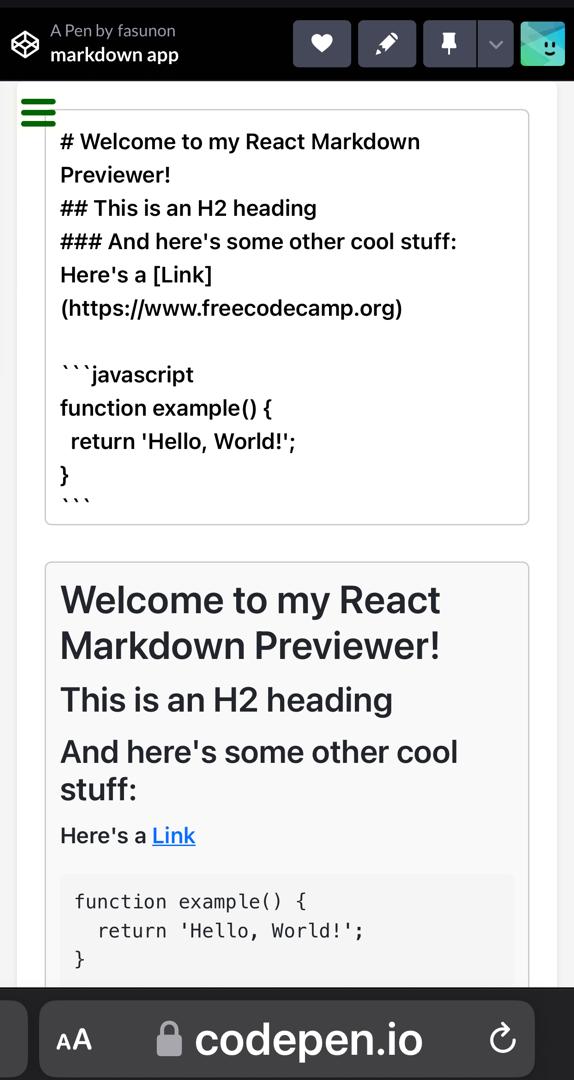 A Pen by fasunon
markdown app
# Welcome to my React Markdown
Previewer!
## This is an H2 heading
### And here's some other cool stuff:
Here's a [Link]
(https://www.freecodecamp.org)
```javascript
function example() {
  return 'Hello, World!';
}
```
Welcome to my React
Markdown Previewer!
This is an H2 heading
And here's some other cool
stuff:
Here's a Link
function example() {
  return 'Hello, World!';
}
AA codepen.io